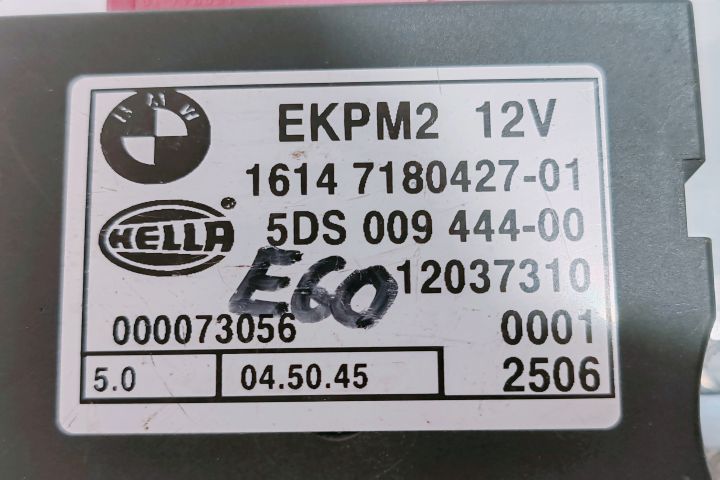 BMW
EKPM2 12V
1614 7180427-01
HELLA
5DS 009 444-00
E60
12037310
000073056
0001
5.0
04.50.45
2506